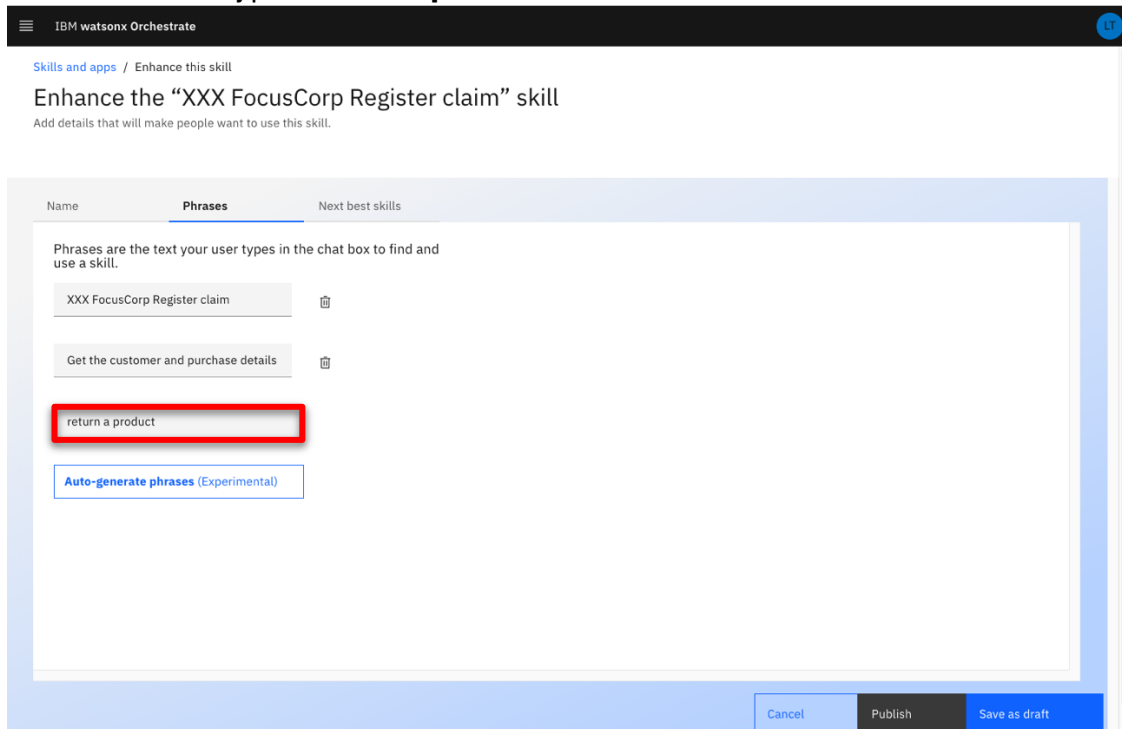 IBM watsonx Orchestrate
LT
Skills and apps / Enhance this skill
Enhance the “XXX FocusCorp Register claim” skill
Add details that will make people want to use this skill.
Name
Phrases
Next best skills
Phrases are the text your user types in the chat box to find and
use a skill.
XXX FocusCorp Register claim
Get the customer and purchase details
return a product
Auto-generate phrases (Experimental)
Cancel
Publish
Save as draft